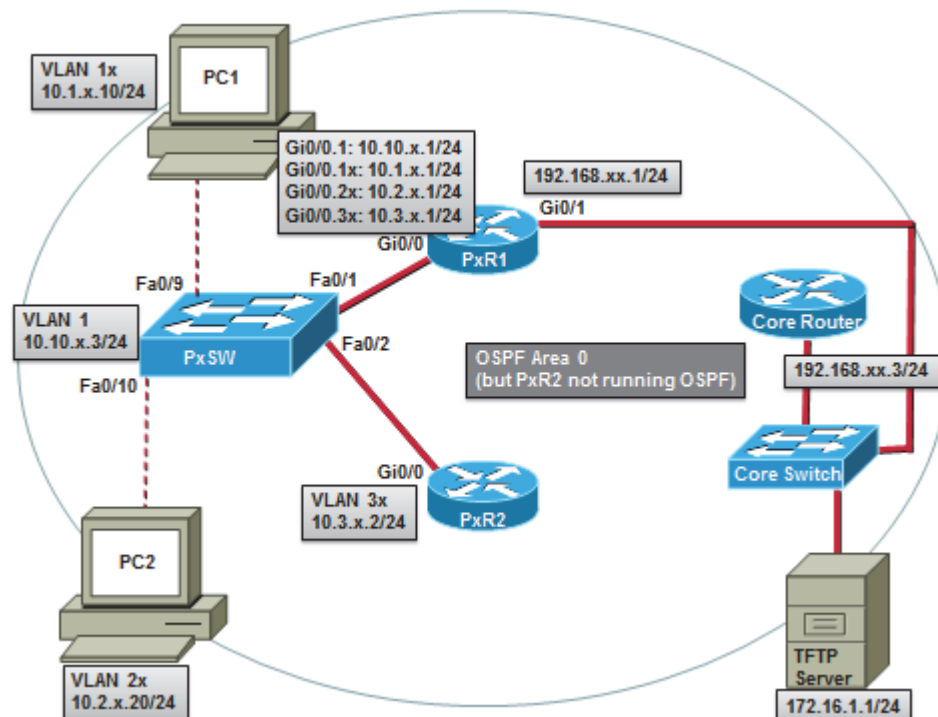 VLAN 1x
10.1.x.10/24
PC1
Gi0/0.1: 10.10.x.1/24
Gi0/0.1x: 10.1.x.1/24
Gi0/0.2x: 10.2.x.1/24
Gi0/0.3x: 10.3.x.1/24
192.168.xx.1/24
Gi0/1
Gi0/0
PxR1
Fa0/9
Fa0/1
VLAN 1
10.10.x.3/24
PxSW
Fa0/2
Core Router
Fa0/10
OSPF Area 0
(but PxR2 not running OSPF)
192.168.xx.3/24
Gi0/0
Core Switch
VLAN 3x
10.3.x.2/24
PxR2
PC2
TFTP
Server
VLAN 2x
10.2.x.20/24
172.16.1.1/24